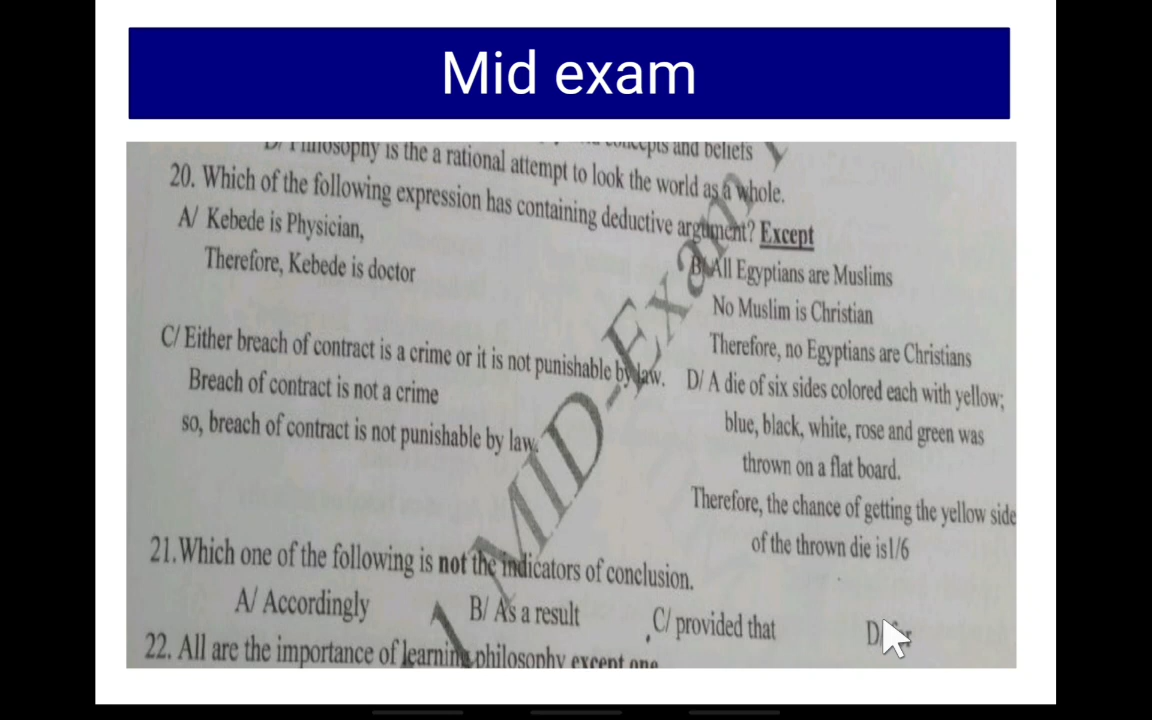 Mid exam
D/ Philosophy is the a rational attempt to look the world as a whole.
concepts and beliefs
20. Which of the following expression has containing deductive argument? Except
A/ Kebede is Physician,
Therefore, Kebede is doctor
B/ All Egyptians are Muslims
No Muslim is Christian
Therefore, no Egyptians are Christians
C/ Either breach of contract is a crime or it is not punishable by law.
Breach of contract is not a crime
so, breach of contract is not punishable by law.
D/ A die of six sides colored each with yellow;
blue, black, white, rose and green was
thrown on a flat board.
Therefore, the chance of getting the yellow side
of the thrown die is1/6
21.Which one of the following is not the indicators of conclusion.
A/ Accordingly
B/ As a result
C/ provided that
D/
22. All are the importance of learning philosophy except one
MID-Exam